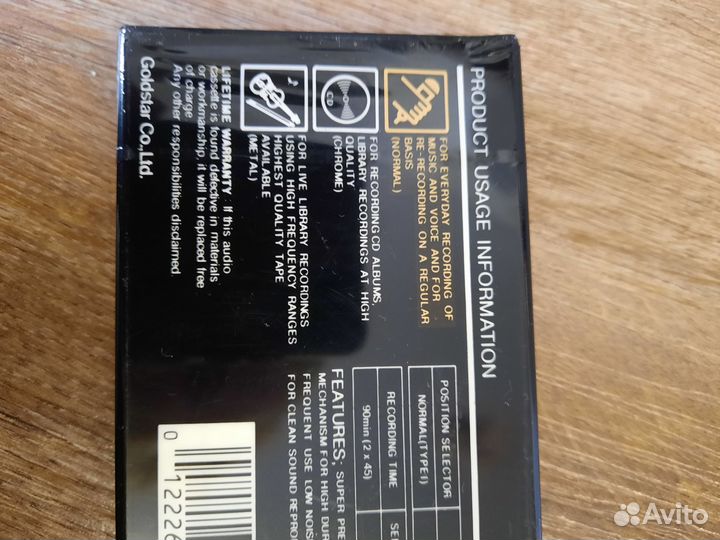 PRODUCT USAGE INFORMATION
FOR EVERYDAY RECORDING OF
MUSIC AND VOICE AND FOR
RE-RECORDING ON A REGULAR
BASIS
(NORMAL)
CD
FOR RECORDING CD ALBUMS,
LIBRARY RECORDINGS AT HIGH
QUALITY
(CHROME)
FOR LIVE LIBRARY RECORDINGS
USING HIGH FREQUENCY RANGES
HIGHEST QUALITY TAPE
AVAILABLE
(METAL)
LIFETIME WARRANTY: If this audio
cassette is found defective in materials
or workmanship, it will be replaced free
of charge
Any other responsibilities disclaimed
Goldstar Co., Ltd.
POSITION SELECTOR
NORMAL(TYPE I)
RECORDING TIME
90min (2 x 45)
FEATURES; SUPER PRE
MECHANISM FOR HIGH DUR
FREQUENT USE LOW NOIS
FOR CLEAN SOUND REPRO
0 12226
Avito